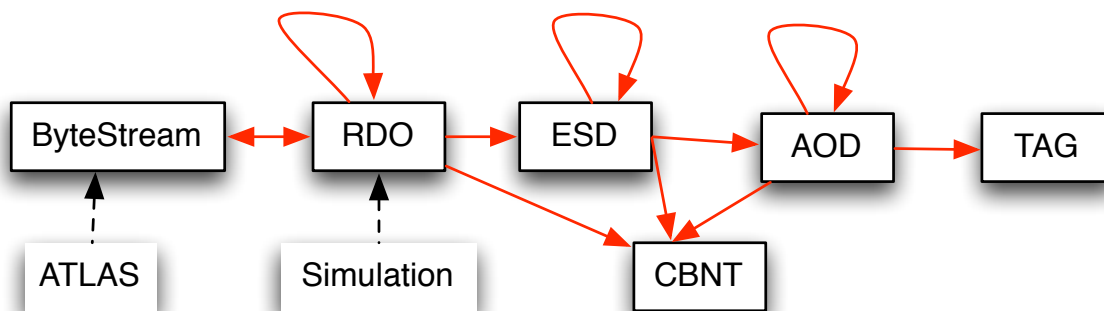 ByteStream
RDO
ESD
AOD
TAG
ATLAS
Simulation
CBNT